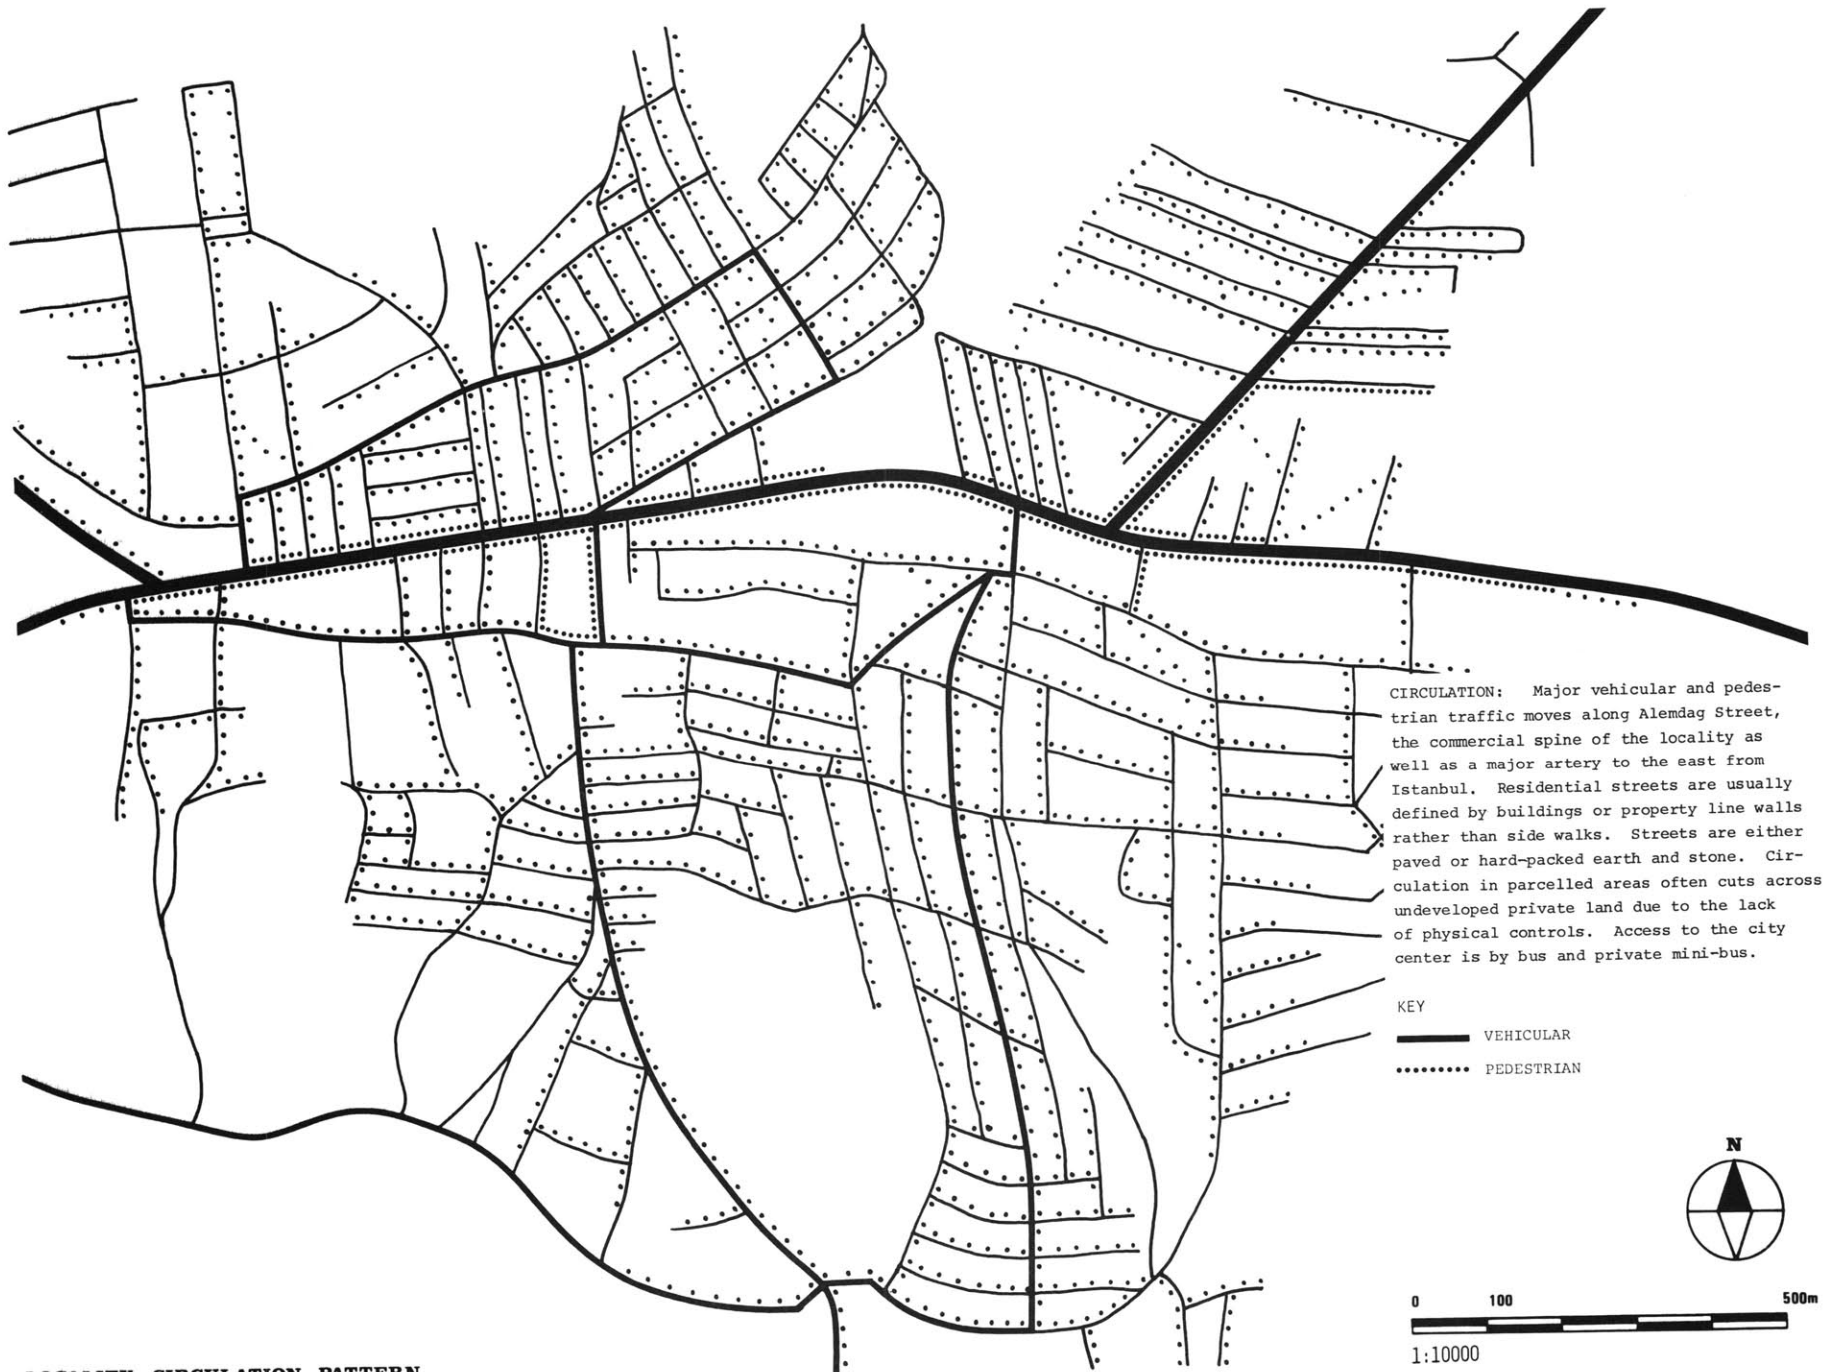 CIRCULATION: Major vehicular and pedes-
trian traffic moves along Alemdag Street,
the commercial spine of the locality as
well as a major artery to the east from
Istanbul. Residential streets are usually
defined by buildings or property line walls
rather than side walks. Streets are either
paved or hard-packed earth and stone. Cir-
culation in parcelled areas often cuts across
undeveloped private land due to the lack
of physical controls. Access to the city
center is by bus and private mini-bus.
KEY
VEHICULAR
PEDESTRIAN
N
0 100 500m
1:10000
LOCALITY CIRCULATION PATTERN